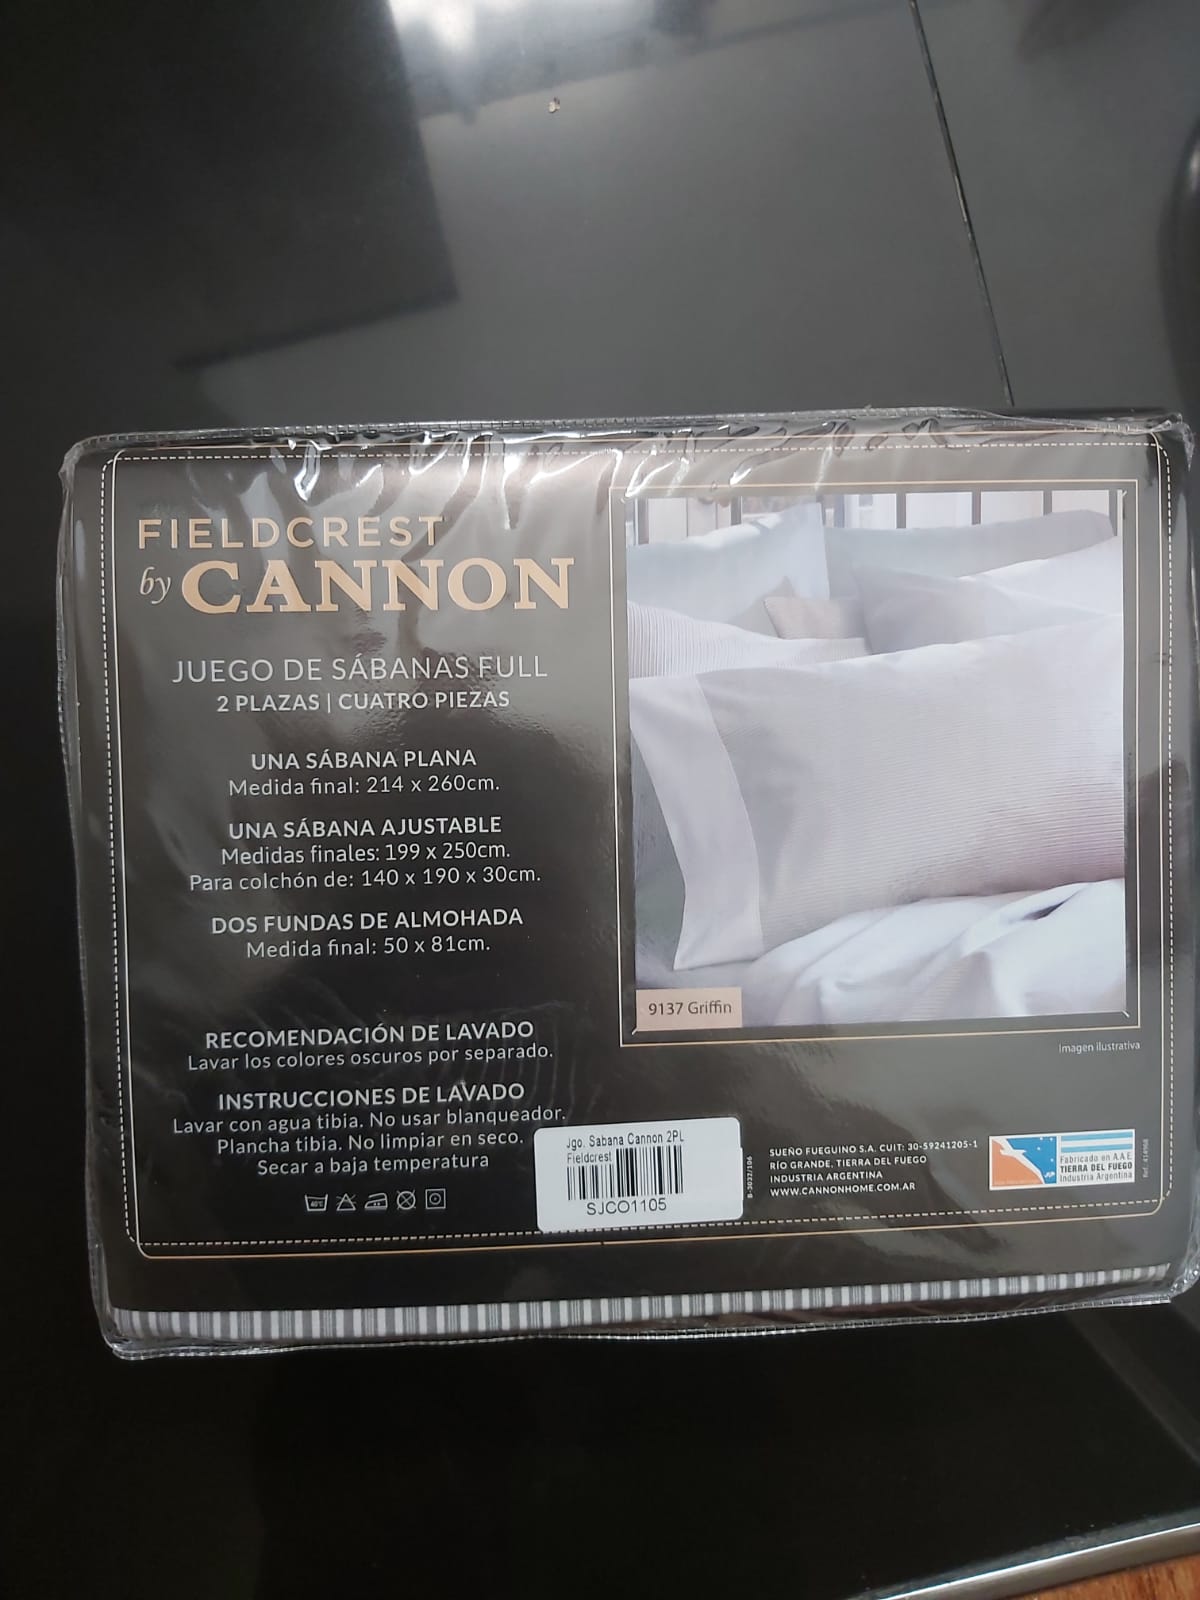 FIELDCREST
by CANNON
JUEGO DE SÁBANAS FULL
2 PLAZAS | CUATRO PIEZAS
UNA SÁBANA PLANA
Medida final: 214 x 260cm.
UNA SÁBANA AJUSTABLE
Medidas finales: 199 x 250cm.
Para colchón de: 140 x 190 x 30cm.
DOS FUNDAS DE ALMOHADA
Medida final: 50 x 81cm.
RECOMENDACIÓN DE LAVADO
Lavar los colores oscuros por separado.
INSTRUCCIONES DE LAVADO
Lavar con agua tibia. No usar blanqueador.
Plancha tibia. No limpiar en seco.
Secar a baja temperatura
9137 Griffin
Imagen ilustrativa
Jgo. Sabana Cannon 2PL
Fieldcrest
SJCO1105
B-3022/106
SUEÑO FUEGUINO S.A. CUIT: 30-59241205-1
RÍO GRANDE, TIERRA DEL FUEGO
INDUSTRIA ARGENTINA
WWW.CANNONHOME.COM.AR
Fabricado en A.A.E.
TIERRA DEL FUEGO
Industria Argentina